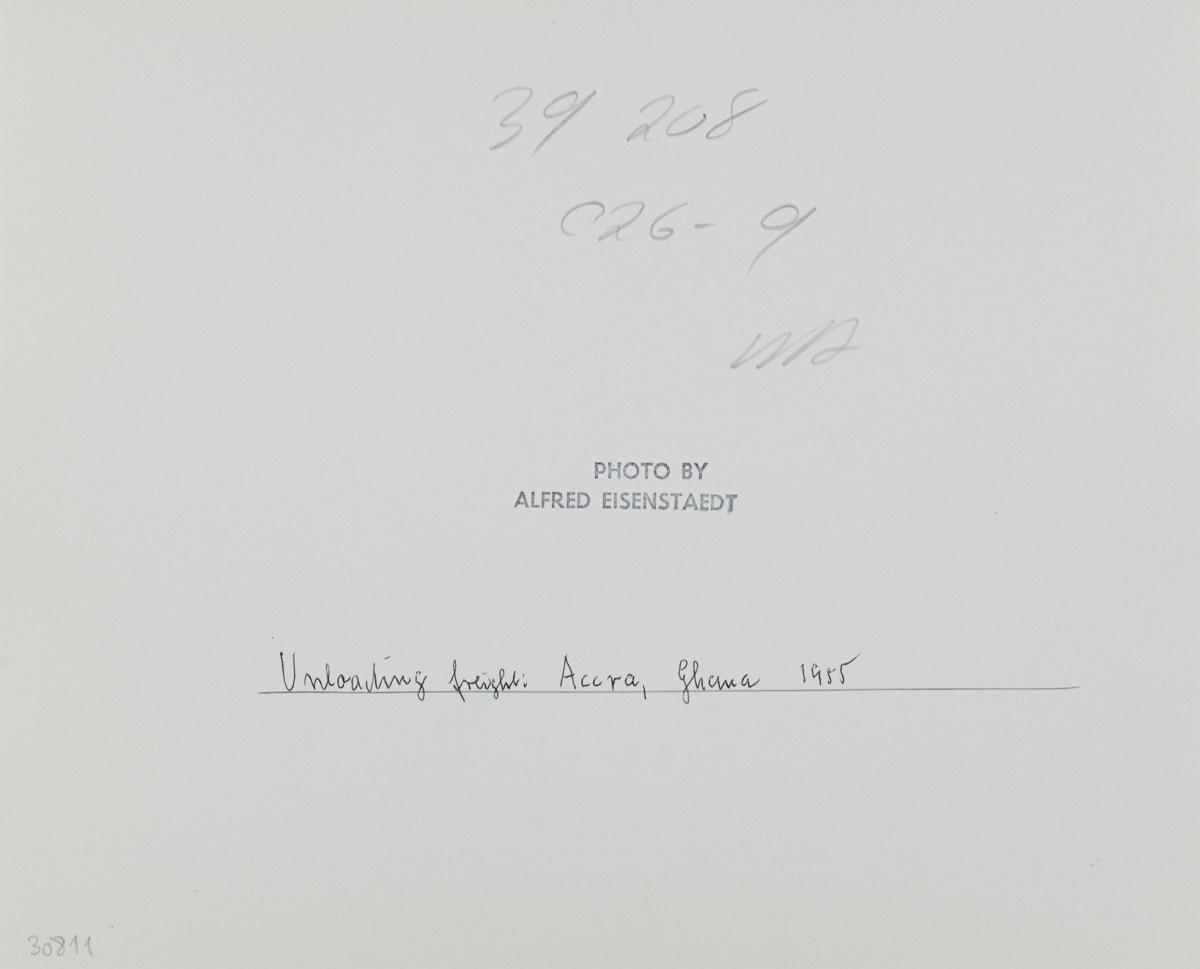 39 208
C26-9
PHOTO BY
ALFRED EISENSTAEDT
Unloading freight: Accra, Ghana 1955
30811